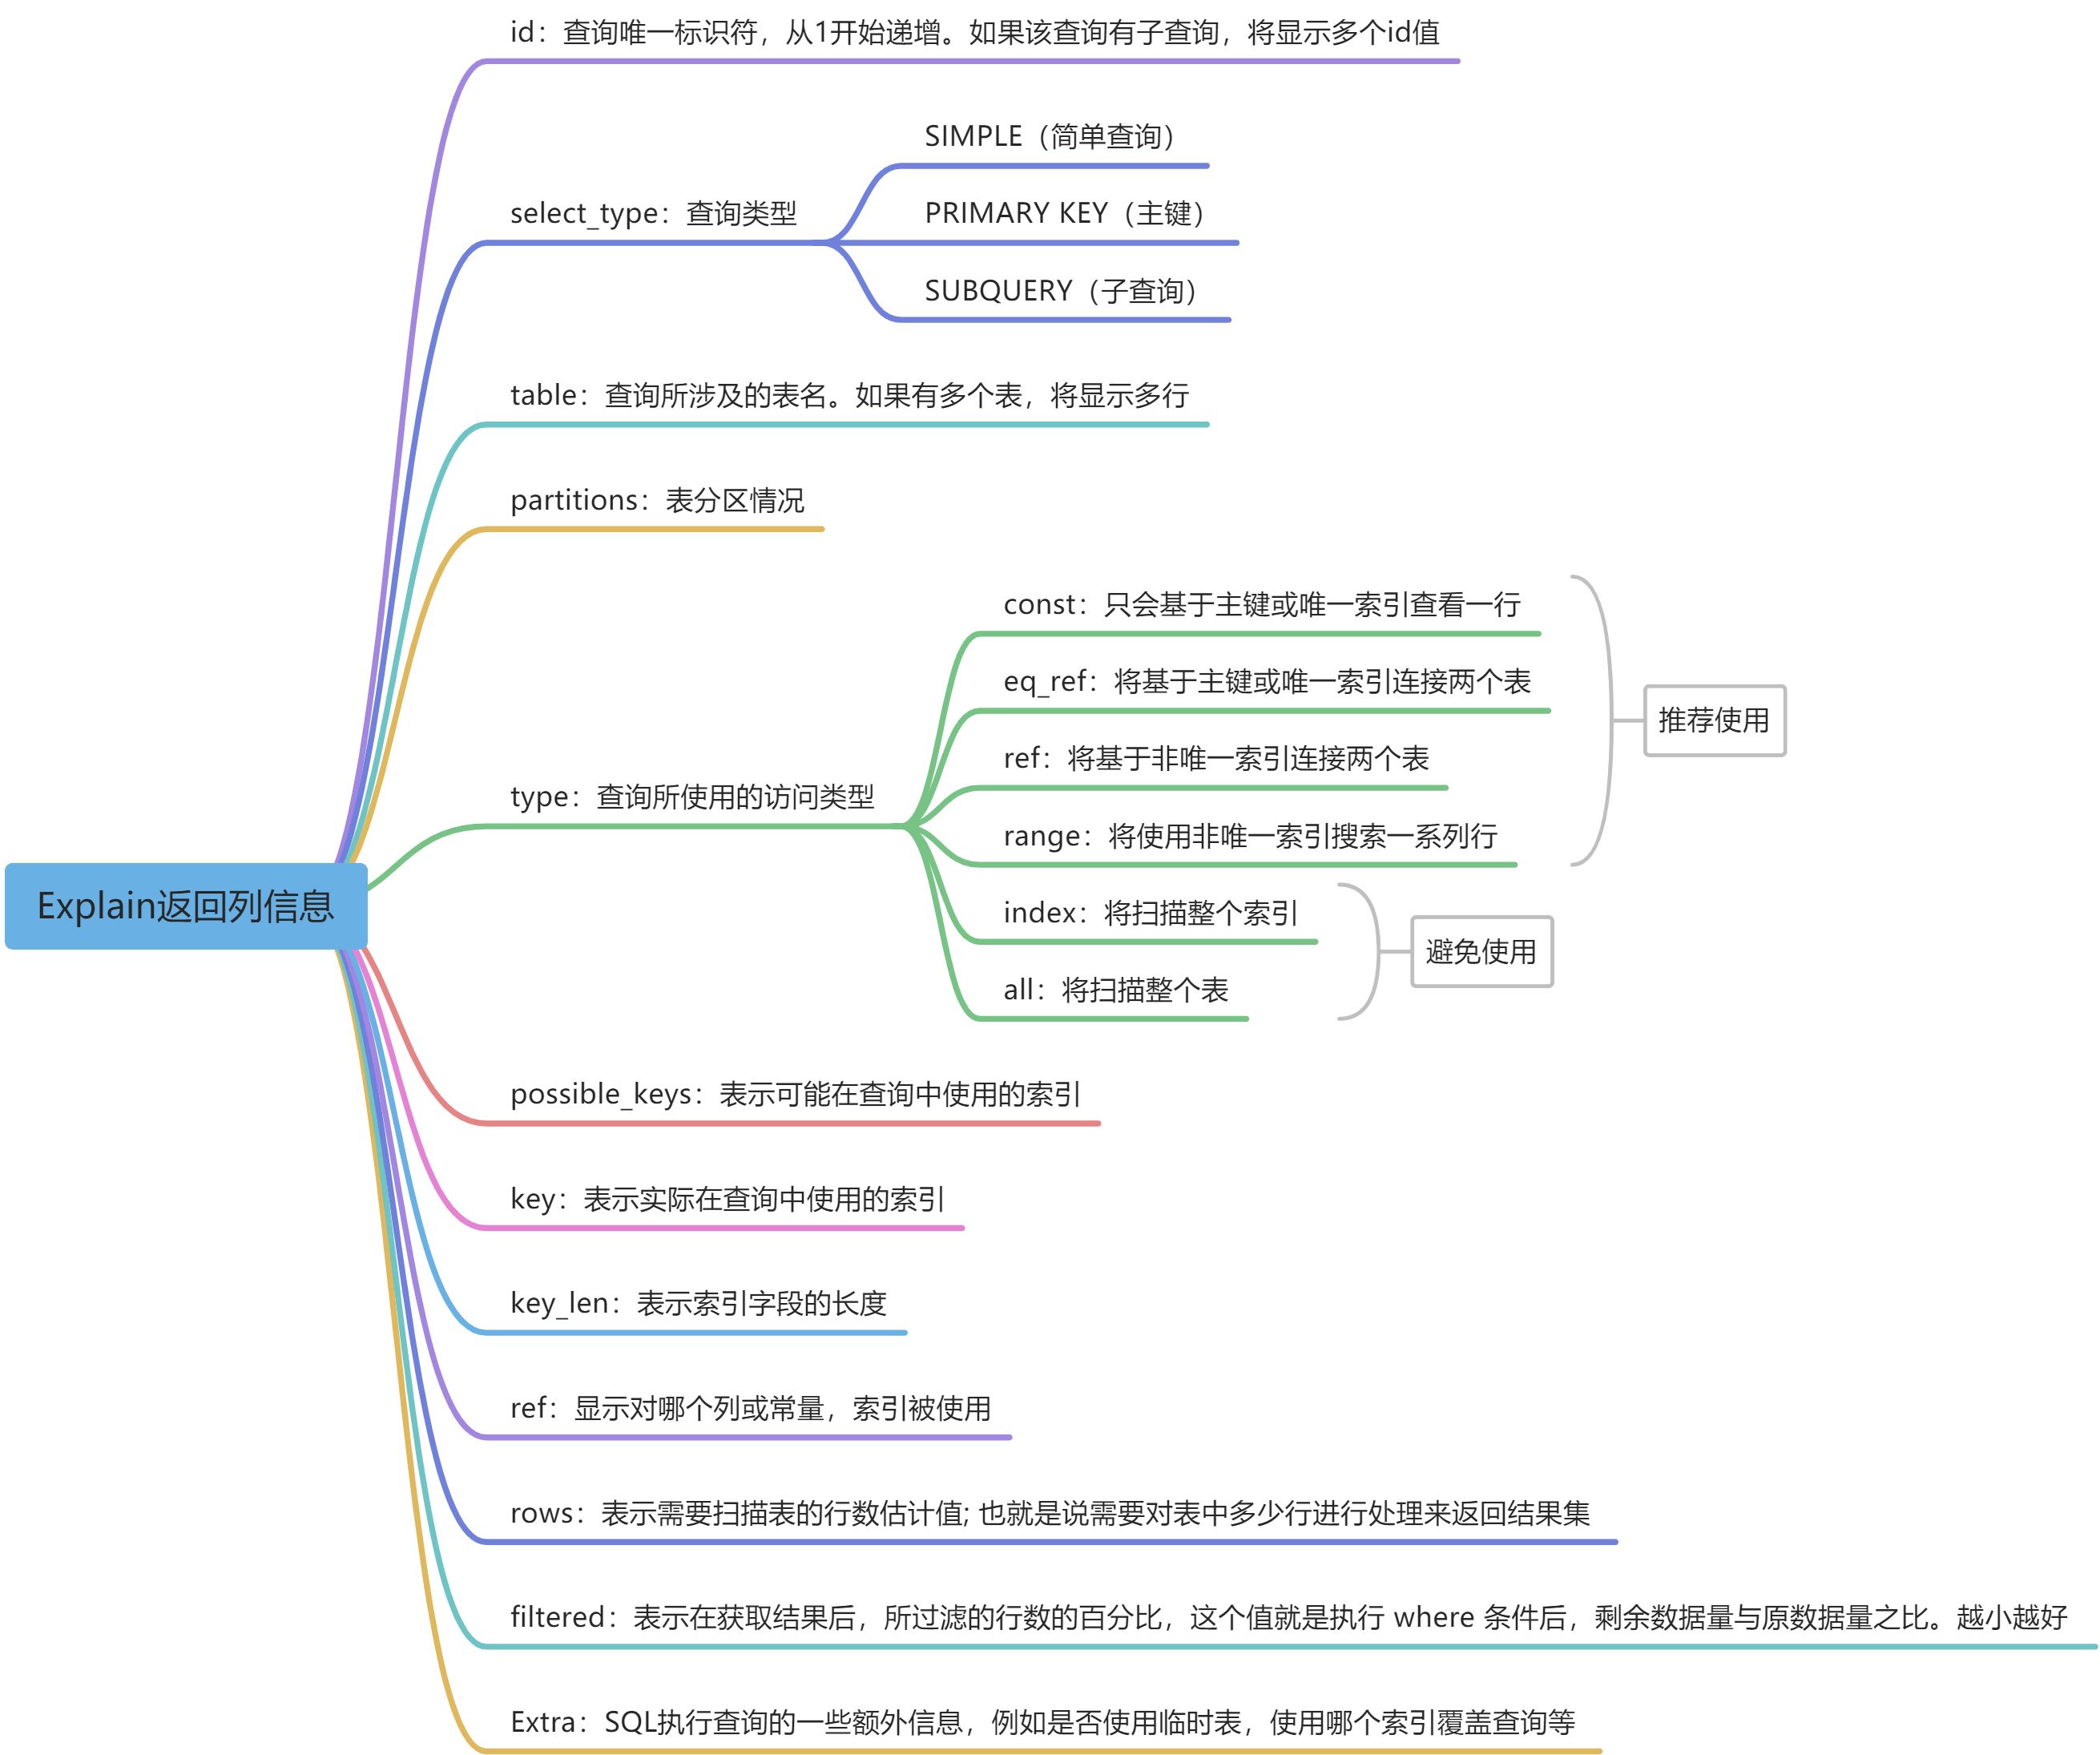 id：查询唯一标识符，从1开始递增。如果该查询有子查询，将显示多个id值
SIMPLE（简单查询）
select_type：查询类型
PRIMARY KEY（主键）
SUBQUERY（子查询）
table：查询所涉及的表名。如果有多个表，将显示多行
partitions：表分区情况
const：只会基于主键或唯一索引查看一行
eq_ref：将基于主键或唯一索引连接两个表
推荐使用
ref：将基于非唯一索引连接两个表
type：查询所使用的访问类型
range：将使用非唯一索引搜索一系列行
Explain返回列信息
index：将扫描整个索引
避免使用
all：将扫描整个表
possible_keys：表示可能在查询中使用的索引
key：表示实际在查询中使用的索引
key_len：表示索引字段的长度
ref：显示对哪个列或常量，索引被使用
rows：表示需要扫描表的行数估计值; 也就是说需要对表中多少行进行处理来返回结果集
filtered：表示在获取结果后，所过滤的行数的百分比，这个值就是执行 where 条件后，剩余数据量与原数据量之比。越小越好
Extra：SQL执行查询的一些额外信息，例如是否使用临时表，使用哪个索引覆盖查询等